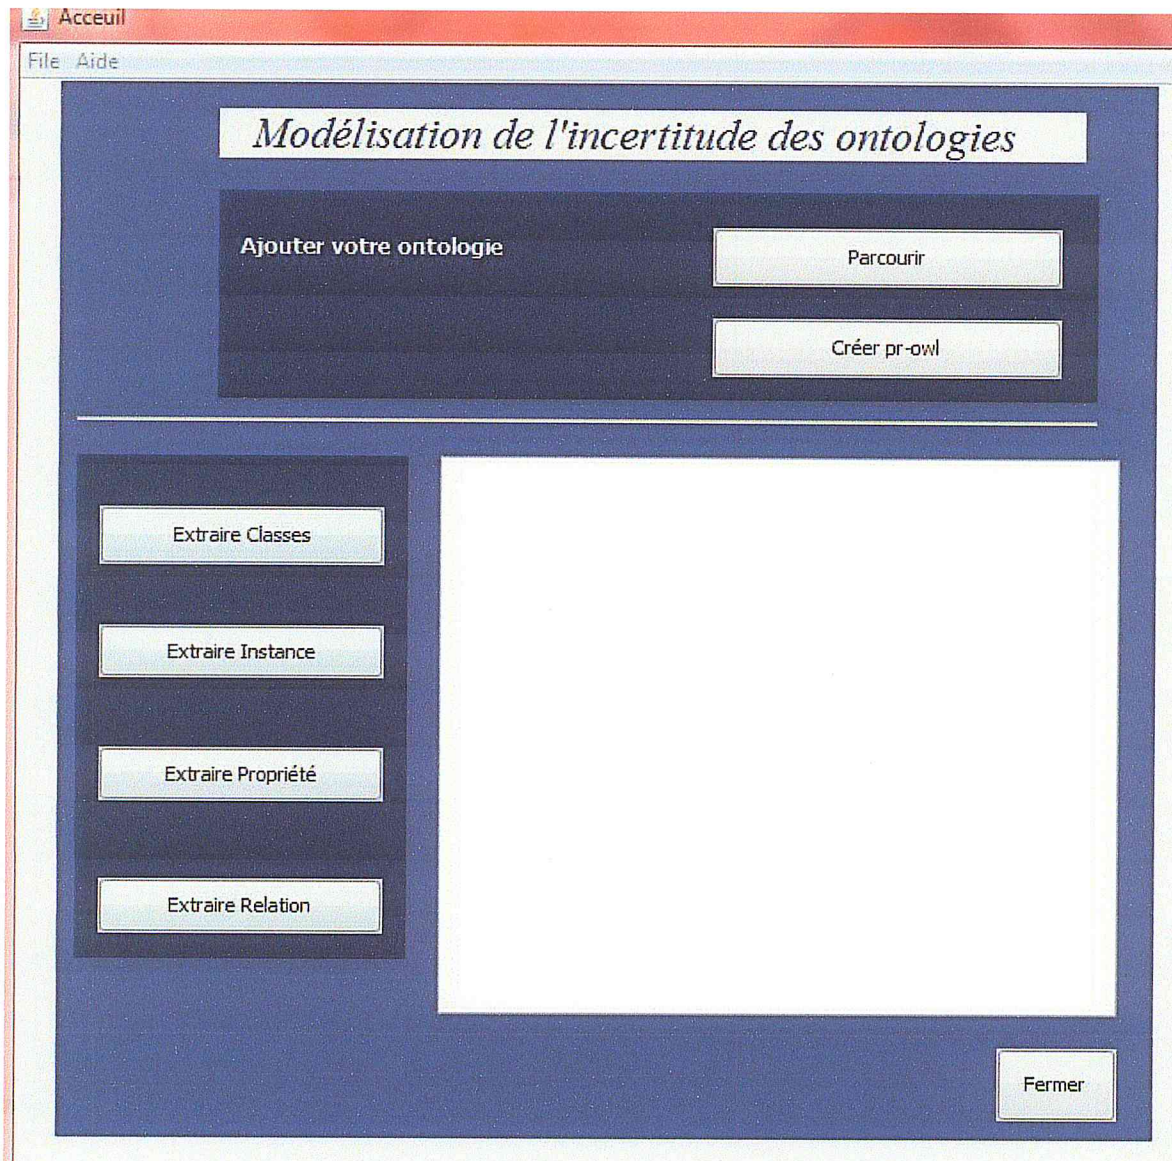 Acceuil
File Aide
Modélisation de l'incertitude des ontologies
Ajouter votre ontologie
Parcourir
Créer pr-owl
Extraire Classes
Extraire Instance
Extraire Propriété
Extraire Relation
Fermer